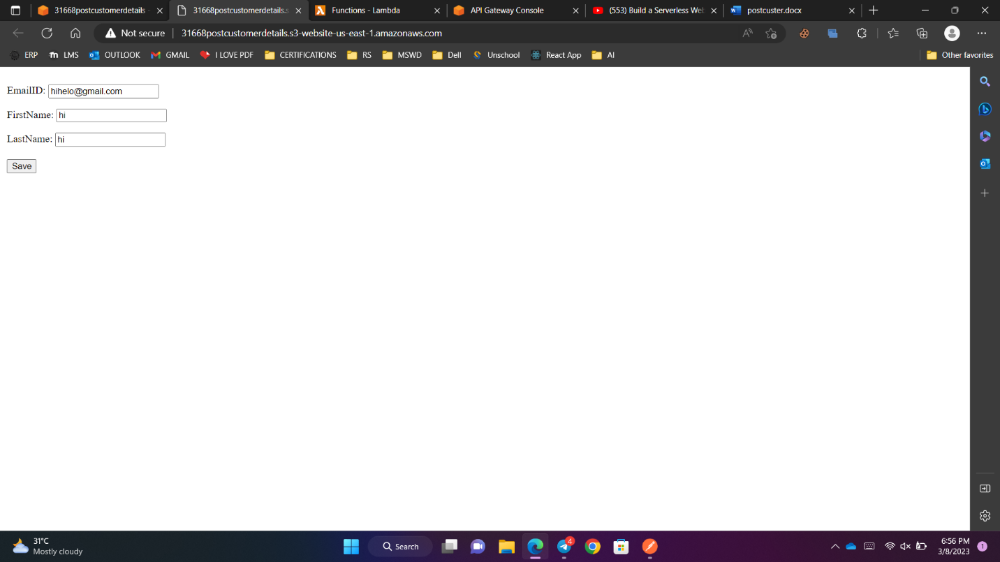 31668postcustomerdetails -
31668postcustomerdetails.s
Functions - Lambda
API Gateway Console
(553) Build a Serverless Web
postcuster.docx
Not secure
31668postcustomerdetails.s3-website-us-east-1.amazonaws.com
ERP
LMS
OUTLOOK
GMAIL
I LOVE PDF
CERTIFICATIONS
RS
MSWD
Dell
Unschool
React App
AI
Other favorites
EmailID: hihelo@gmail.com
FirstName: hi
LastName: hi
Save
31°C
Mostly cloudy
Search
4
6:56 PM
3/8/2023
1